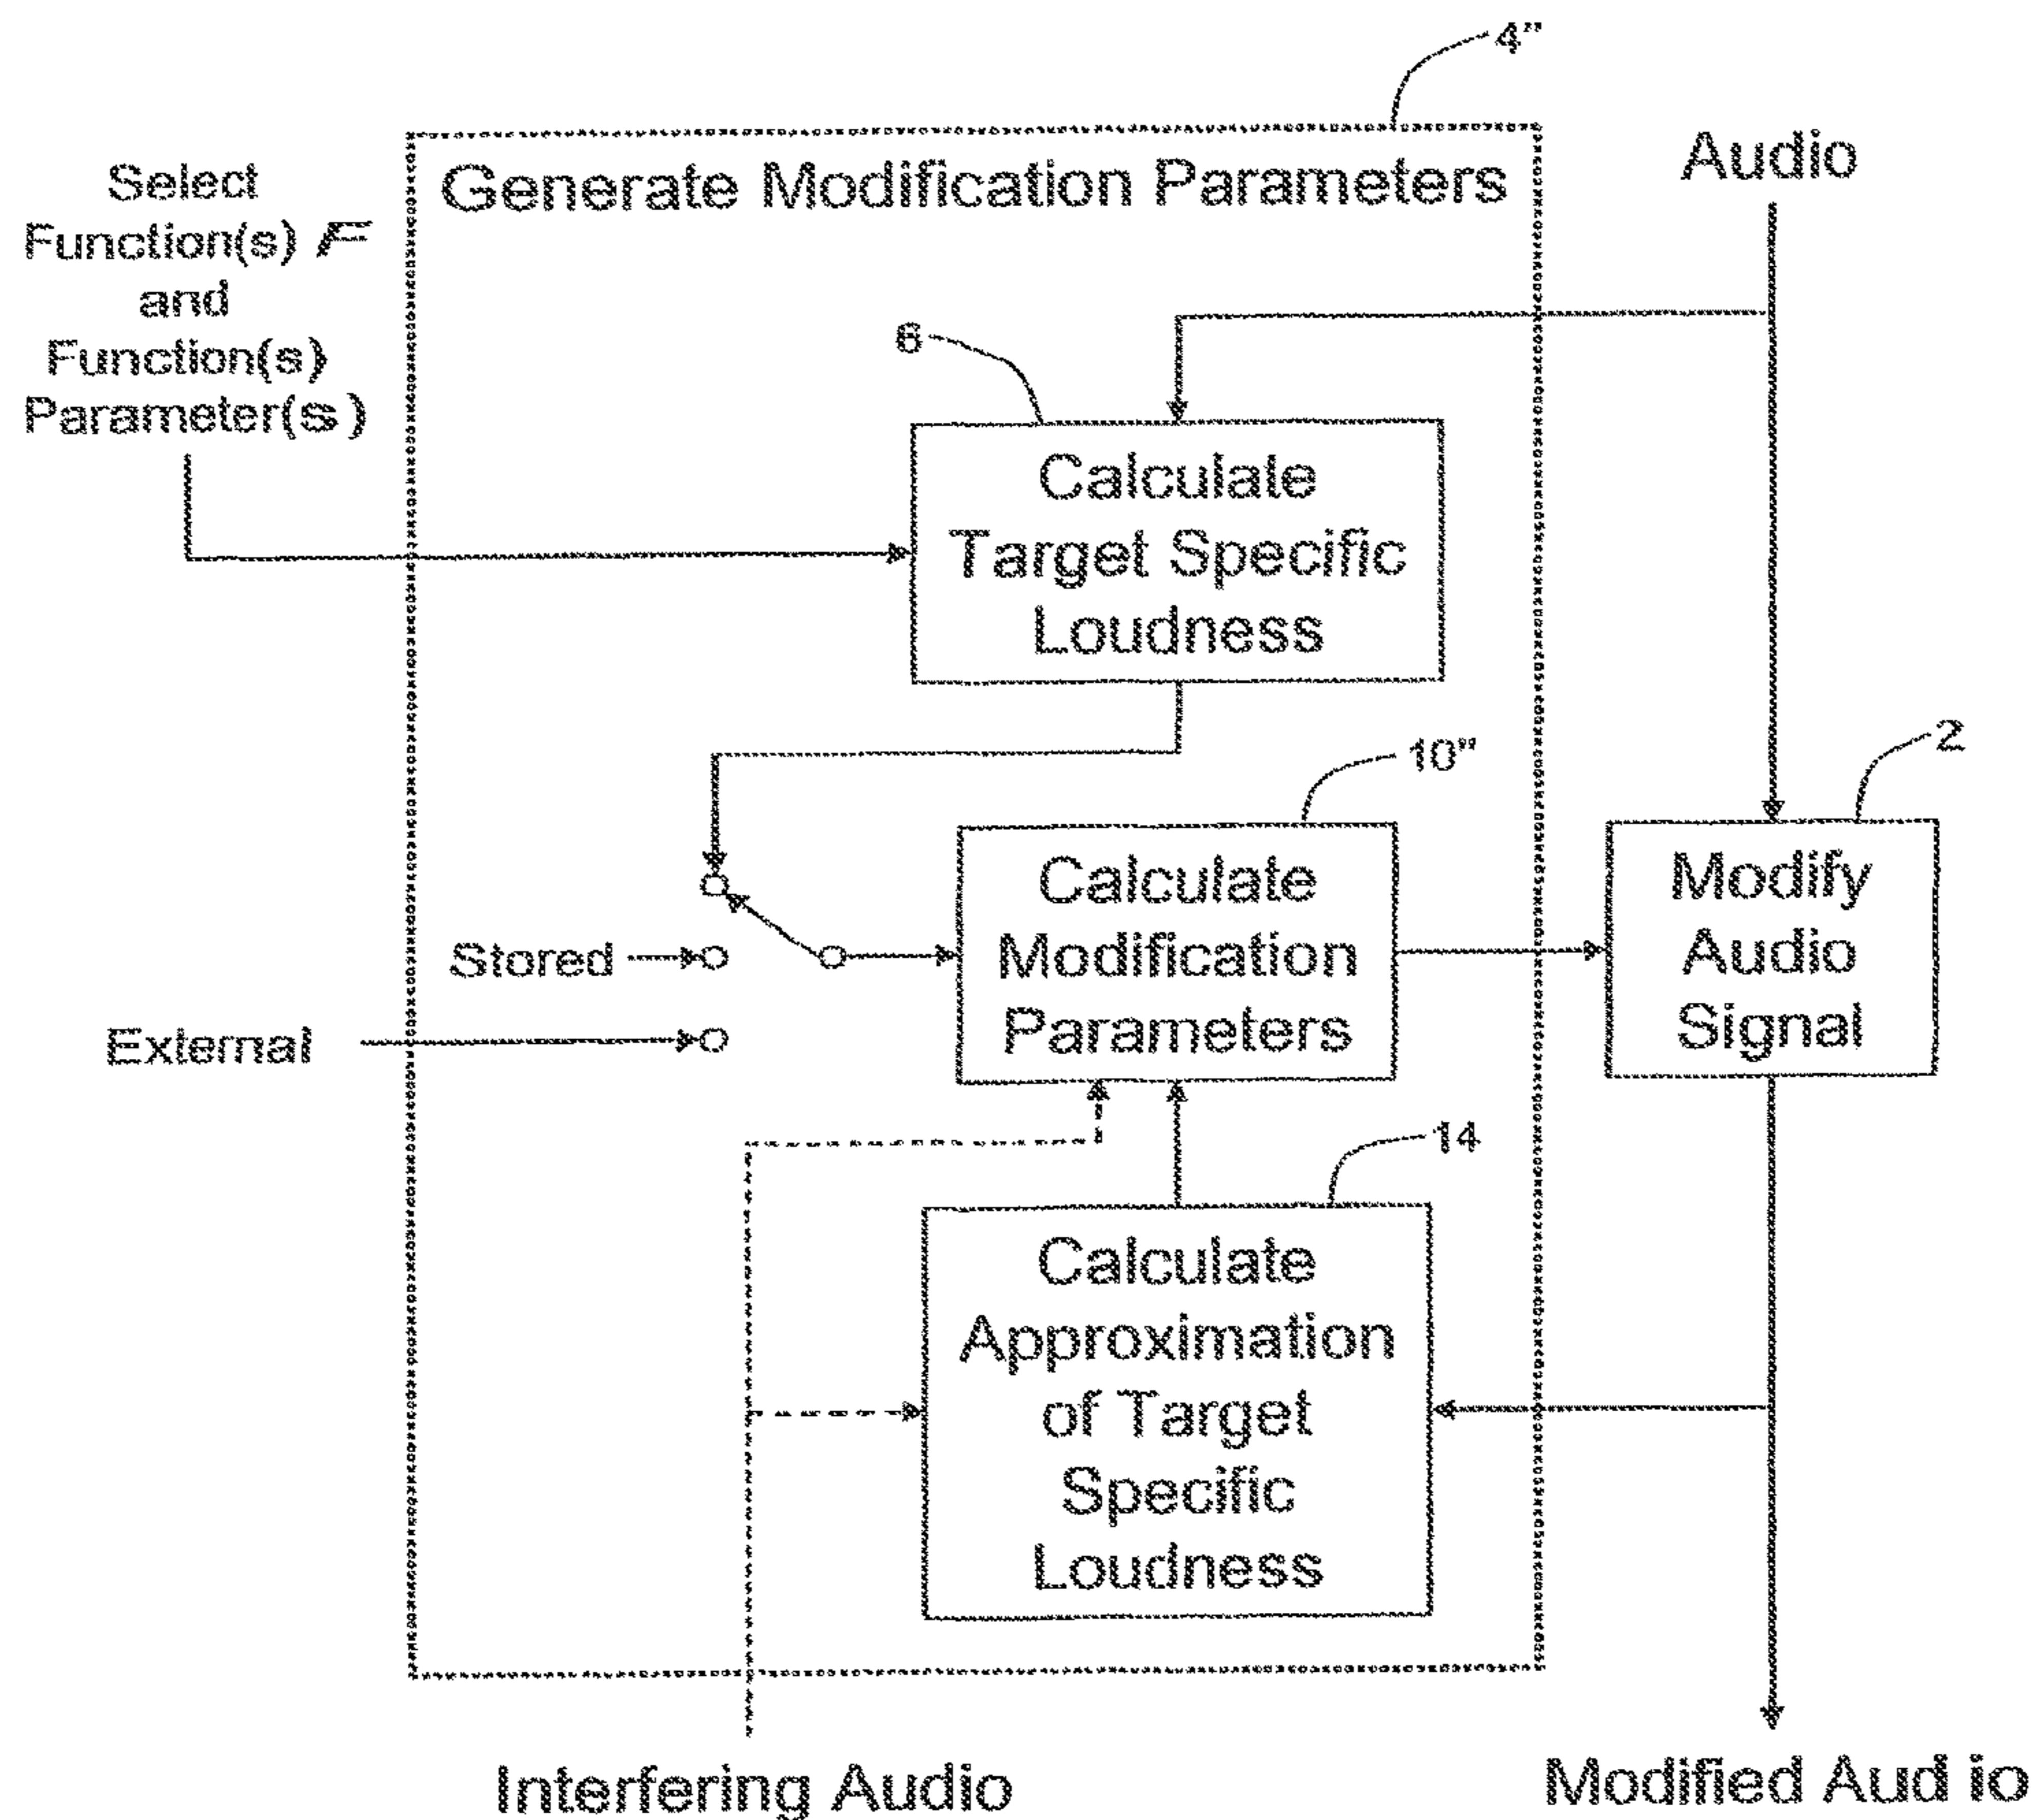 4"
Select
Function(s) F
and
Function(s)
Parameter(s)
Generate Modification Parameters
Audio
6
Calculate
Target Specific
Loudness
10"
2
Calculate
Modification
Parameters
Modify
Audio
Signal
Stored
External
14
Calculate
Approximation
of Target
Specific
Loudness
Interfering Audio
Modified Aud io